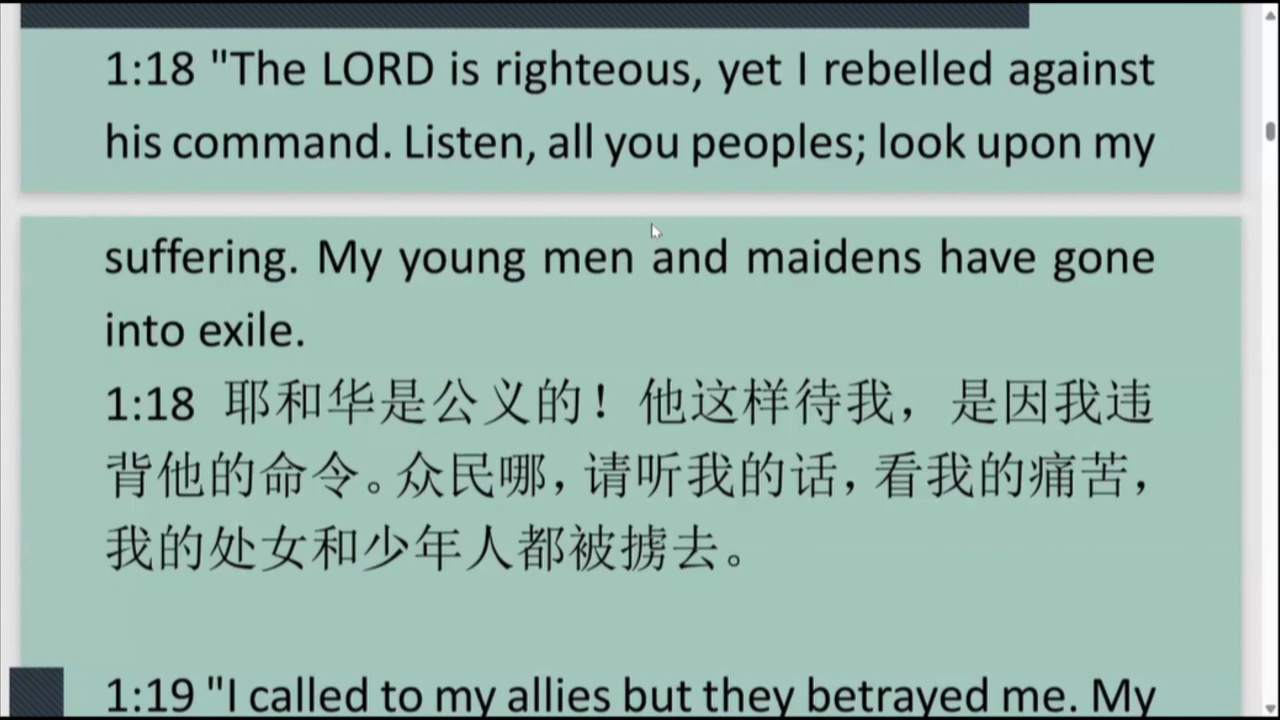 1:18 "The LORD is righteous, yet I rebelled against
his command. Listen, all you peoples; look upon my
suffering. My young men and maidens have gone
into exile.
1:18 耶和华是公义的！他这样待我，是因我违
背他的命令。众民哪，请听我的话，看我的痛苦，
我的处女和少年人都被掳去。
1:19 "I called to my allies but they betrayed me. My